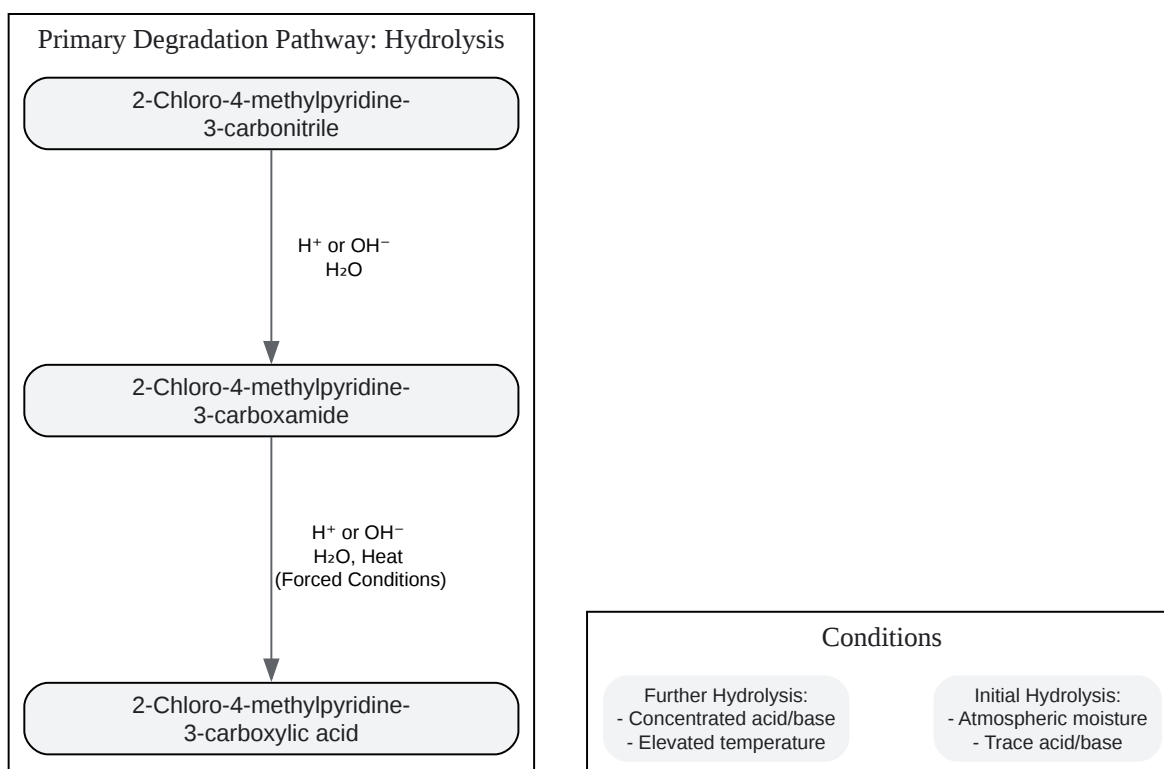 Primary Degradation Pathway: Hydrolysis
2-Chloro-4-methylpyridine-
3-carbonitrile
H⁺ or OH⁻
H₂O
2-Chloro-4-methylpyridine-
3-carboxamide
H⁺ or OH⁻
H₂O, Heat
(Forced Conditions)
2-Chloro-4-methylpyridine-
3-carboxylic acid
Conditions
Further Hydrolysis:
- Concentrated acid/base
- Elevated temperature
Initial Hydrolysis:
- Atmospheric moisture
- Trace acid/base